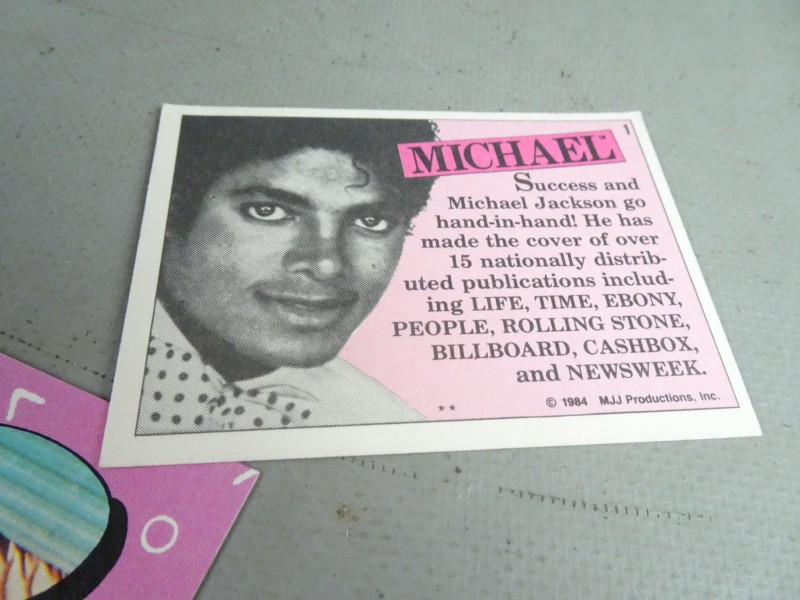 1
MICHAEL™
Success and
Michael Jackson go
hand-in-hand! He has
made the cover of over
15 nationally distrib-
uted publications includ-
ing LIFE, TIME, EBONY,
PEOPLE, ROLLING STONE,
BILLBOARD, CASHBOX,
and NEWSWEEK.
** © 1984 MJJ Productions, Inc.